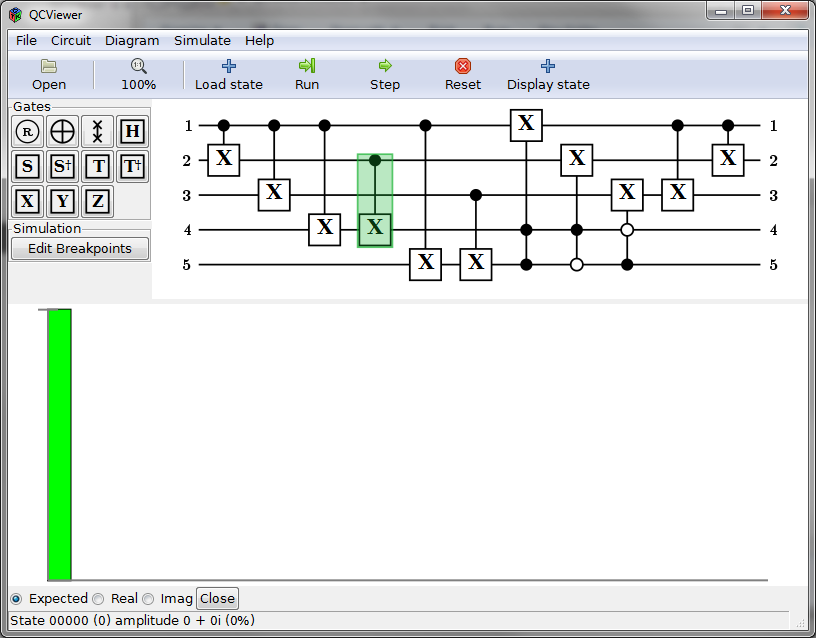 QCViewer
File Circuit Diagram Simulate Help
1:1
Open 100% Load state Run Step Reset Display state
Gates
R H
S S† T T†
X Y Z
Simulation
Edit Breakpoints
1 X 1
2 X X X 2
3 X X X 3
4 X X 4
5 X X 5
Expected Real Imag Close
State 00000 (0) amplitude 0 + 0i (0%)